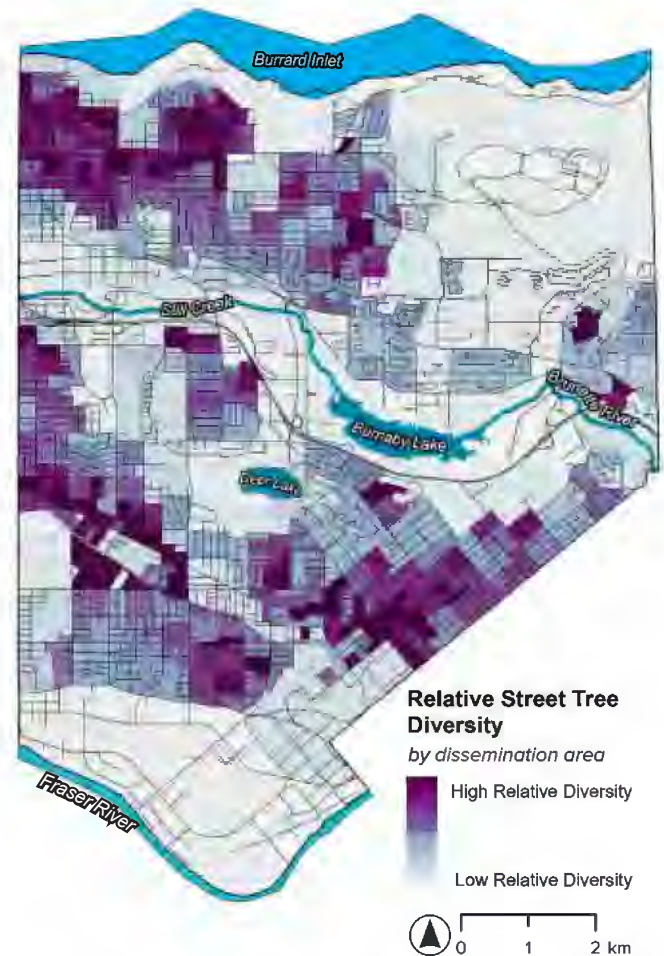 Burrard Inlet
Still Creek
Brunette River
Burnaby Lake
Deer Lake
Fraser River
Relative Street Tree
Diversity
by dissemination area
High Relative Diversity
Low Relative Diversity
0 1 2 km